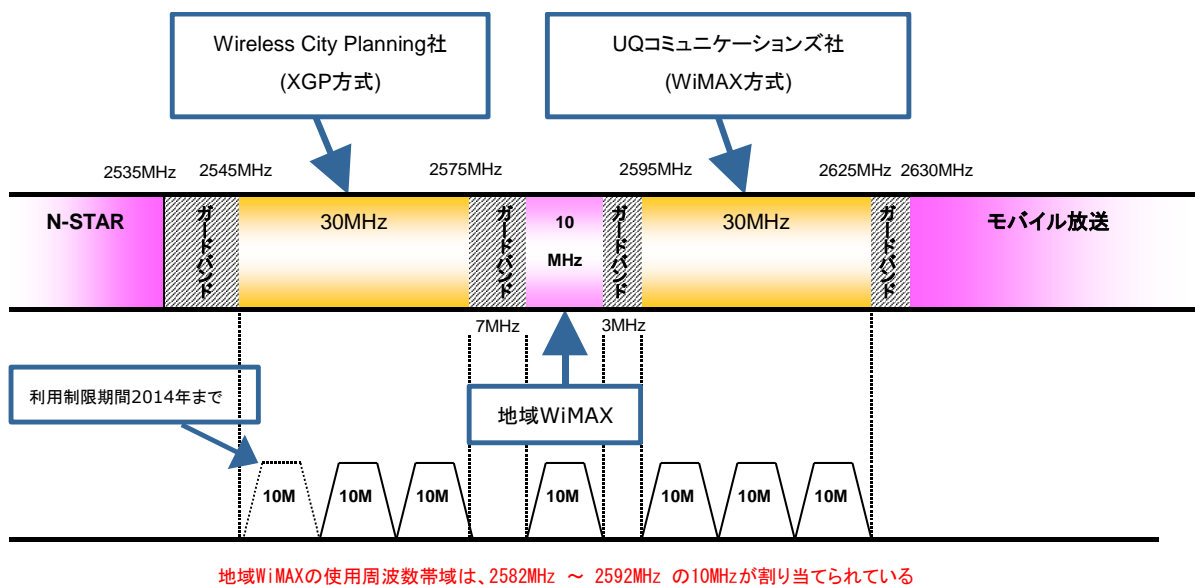 Wireless City Planning社
(XGP方式)
UQコミュニケーションズ社
(WiMAX方式)
2535MHz
2545MHz
2575MHz
2595MHz
2625MHz
2630MHz
N-STAR
ガードバンド
30MHz
ガードバンド
10
MHz
ガードバンド
30MHz
ガードバンド
モバイル放送
7MHz
3MHz
利用制限期間2014年まで
地域WiMAX
10M
10M
10M
10M
10M
10M
10M
地域WiMAXの使用周波数帯域は、2582MHz ～ 2592MHz の10MHzが割り当てられている